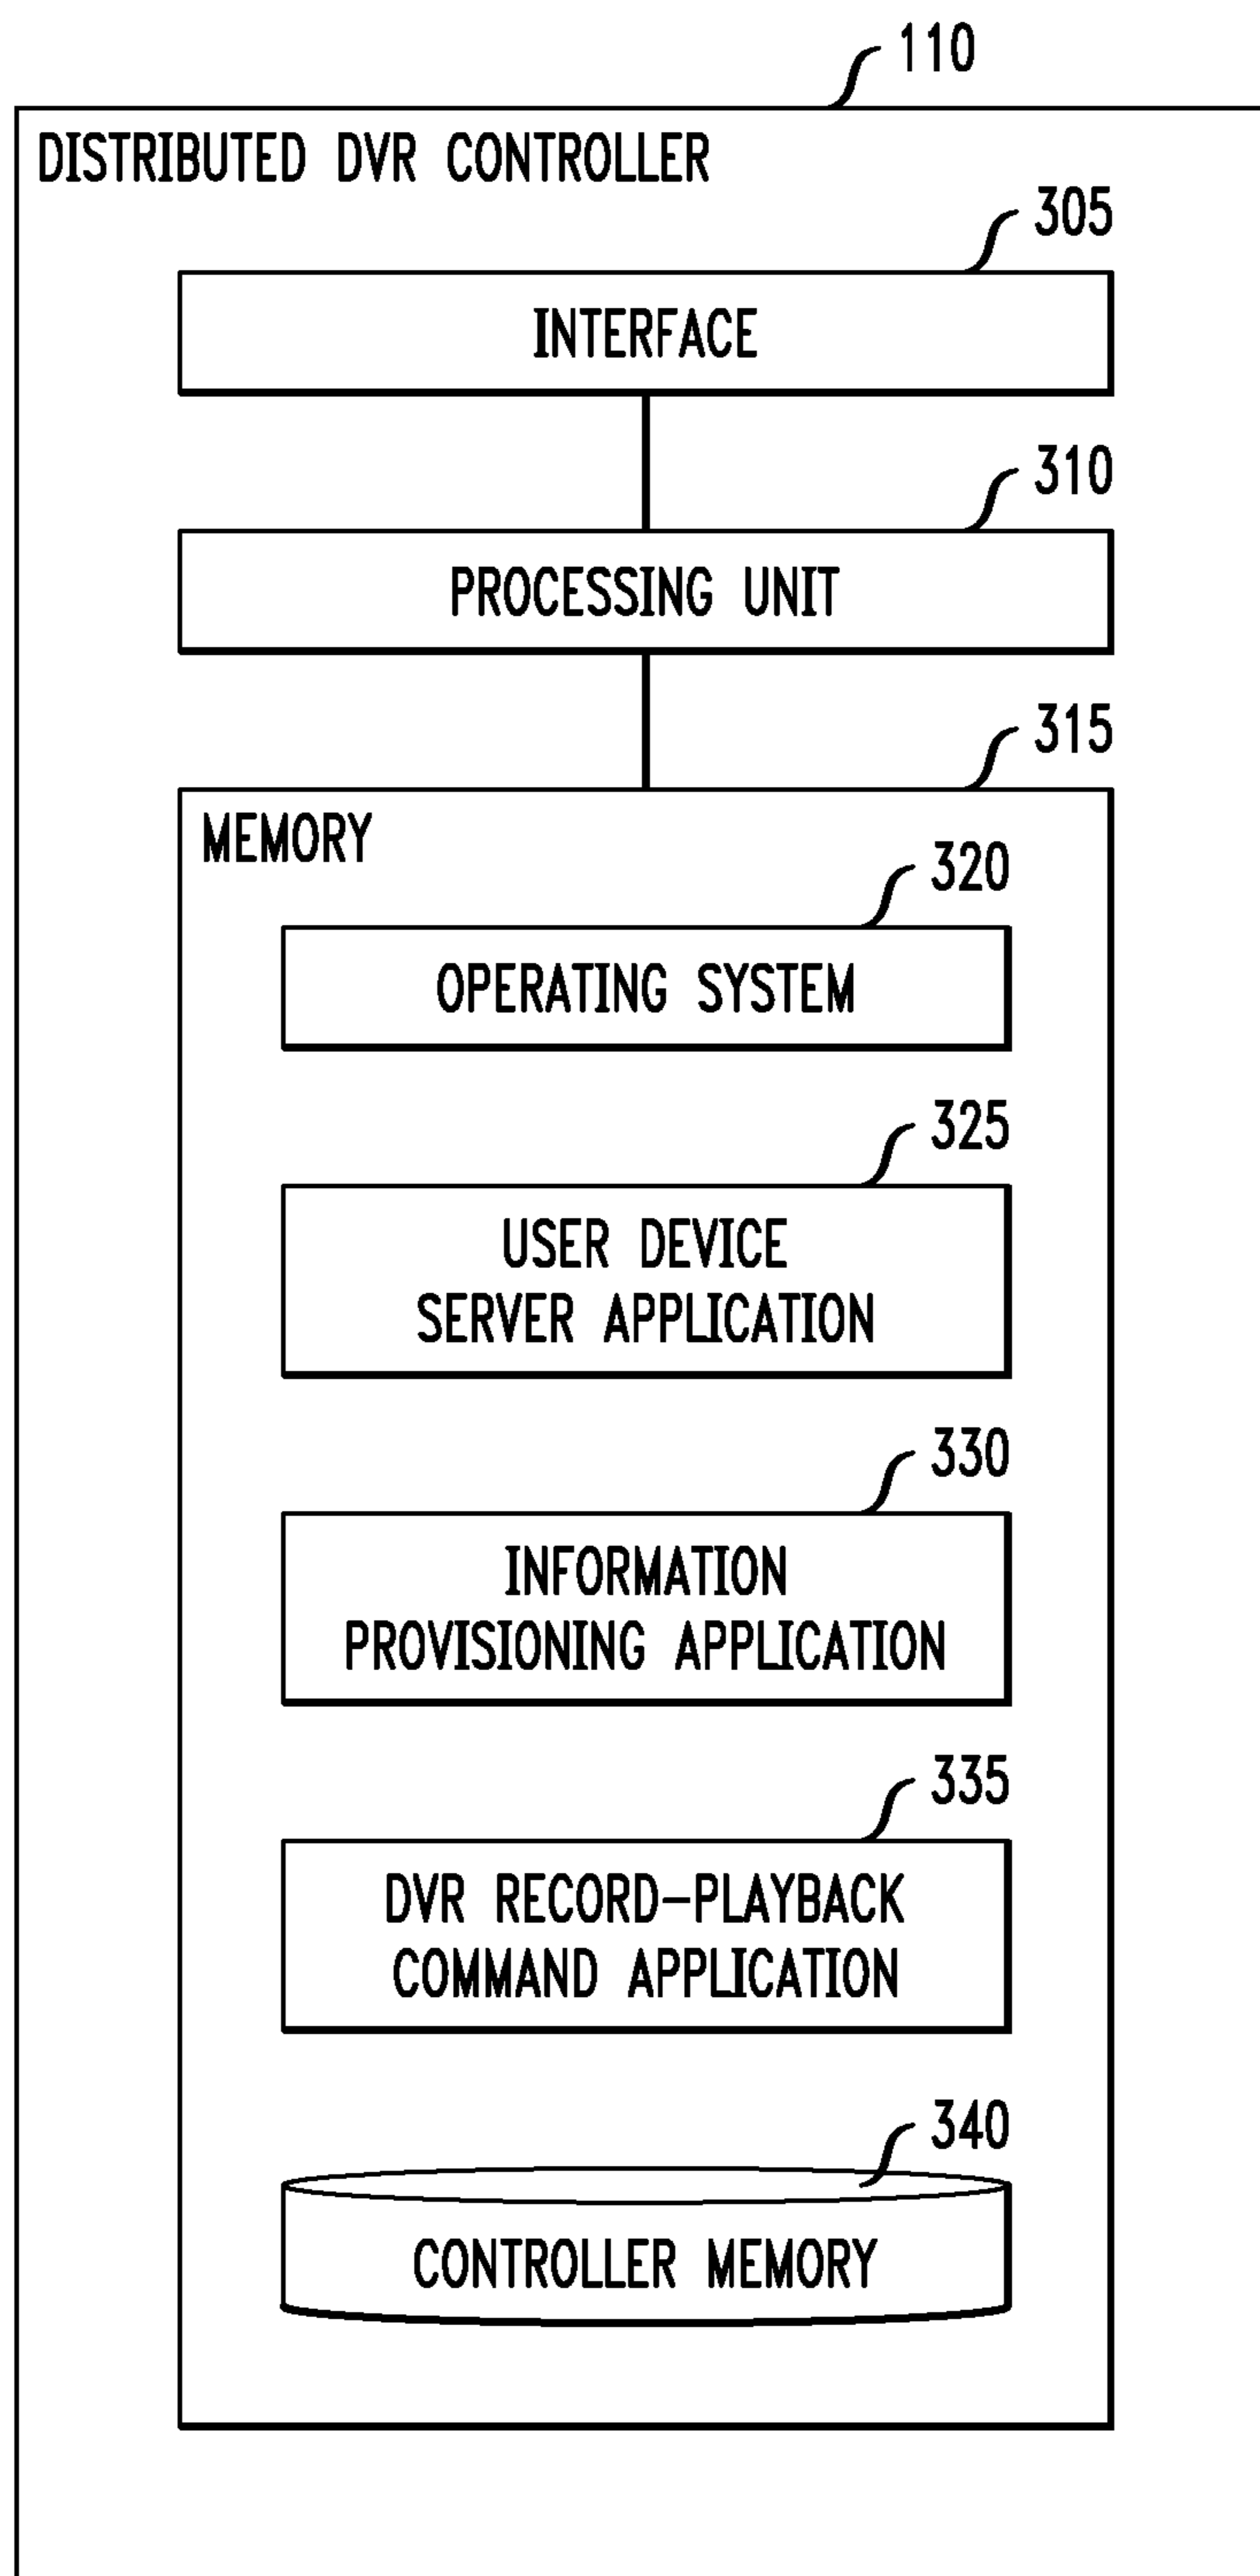 110
DISTRIBUTED DVR CONTROLLER
305
INTERFACE
310
PROCESSING UNIT
315
MEMORY
320
OPERATING SYSTEM
325
USER DEVICE
SERVER APPLICATION
330
INFORMATION
PROVISIONING APPLICATION
335
DVR RECORD-PLAYBACK
COMMAND APPLICATION
340
CONTROLLER MEMORY